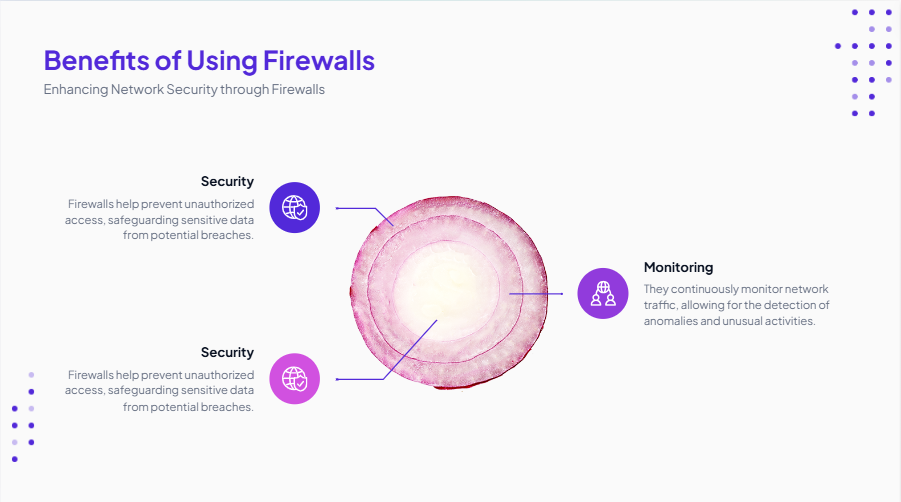 Benefits of Using Firewalls
Enhancing Network Security through Firewalls
Security
Firewalls help prevent unauthorized
access, safeguarding sensitive data
from potential breaches.
Monitoring
They continuously monitor network
traffic, allowing for the detection of
anomalies and unusual activities.
Security
Firewalls help prevent unauthorized
access, safeguarding sensitive data
from potential breaches.